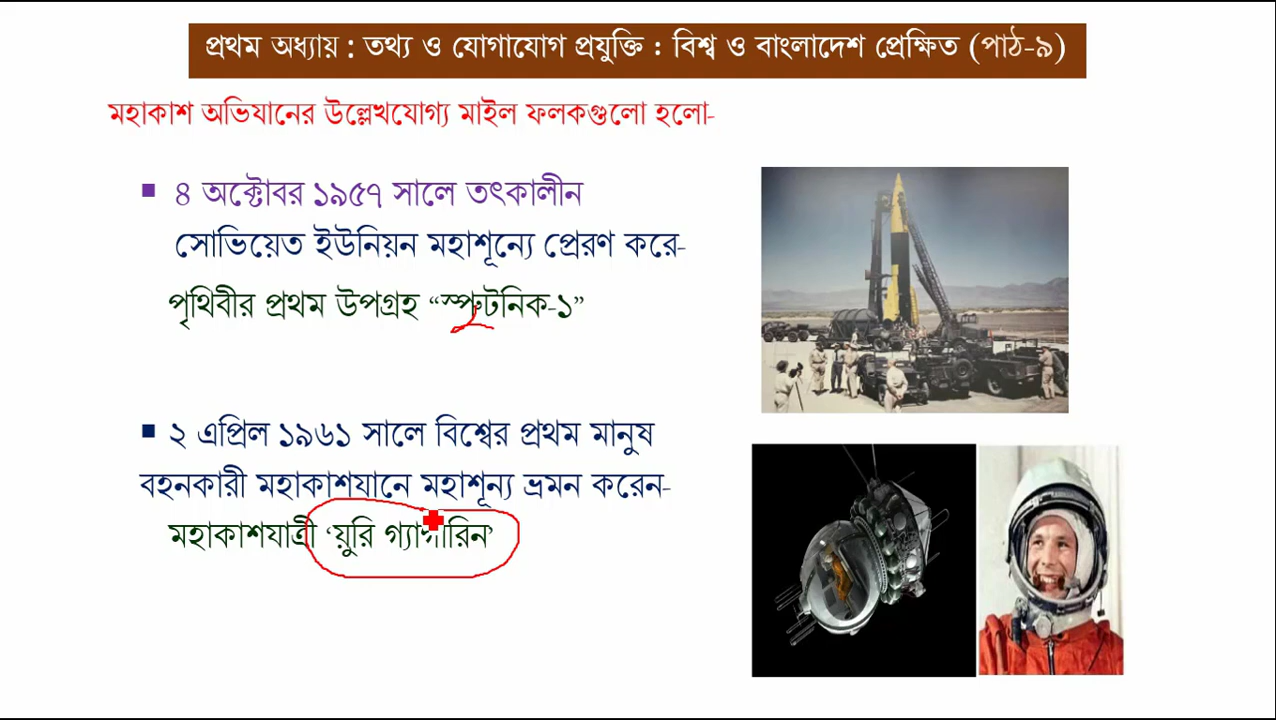 প্রথম অধ্যায় : তথ্য ও যোগাযোগ প্রযুক্তি : বিশ্ব ও বাংলাদেশ প্রেক্ষিত (পাঠ-৯)
মহাকাশ অভিযানের উল্লেখযোগ্য মাইল ফলকগুলো হলো-
▪ ৪ অক্টোবর ১৯৫৭ সালে তৎকালীন
সোভিয়েত ইউনিয়ন মহাশূন্যে প্রেরণ করে-
পৃথিবীর প্রথম উপগ্রহ “স্পুটনিক-১”
▪ ২ এপ্রিল ১৯৬১ সালে বিশ্বের প্রথম মানুষ
বহনকারী মহাকাশযানে মহাশূন্য ভ্রমন করেন-
মহাকাশযাত্রী ‘য়ুরি গ্যাগারিন’